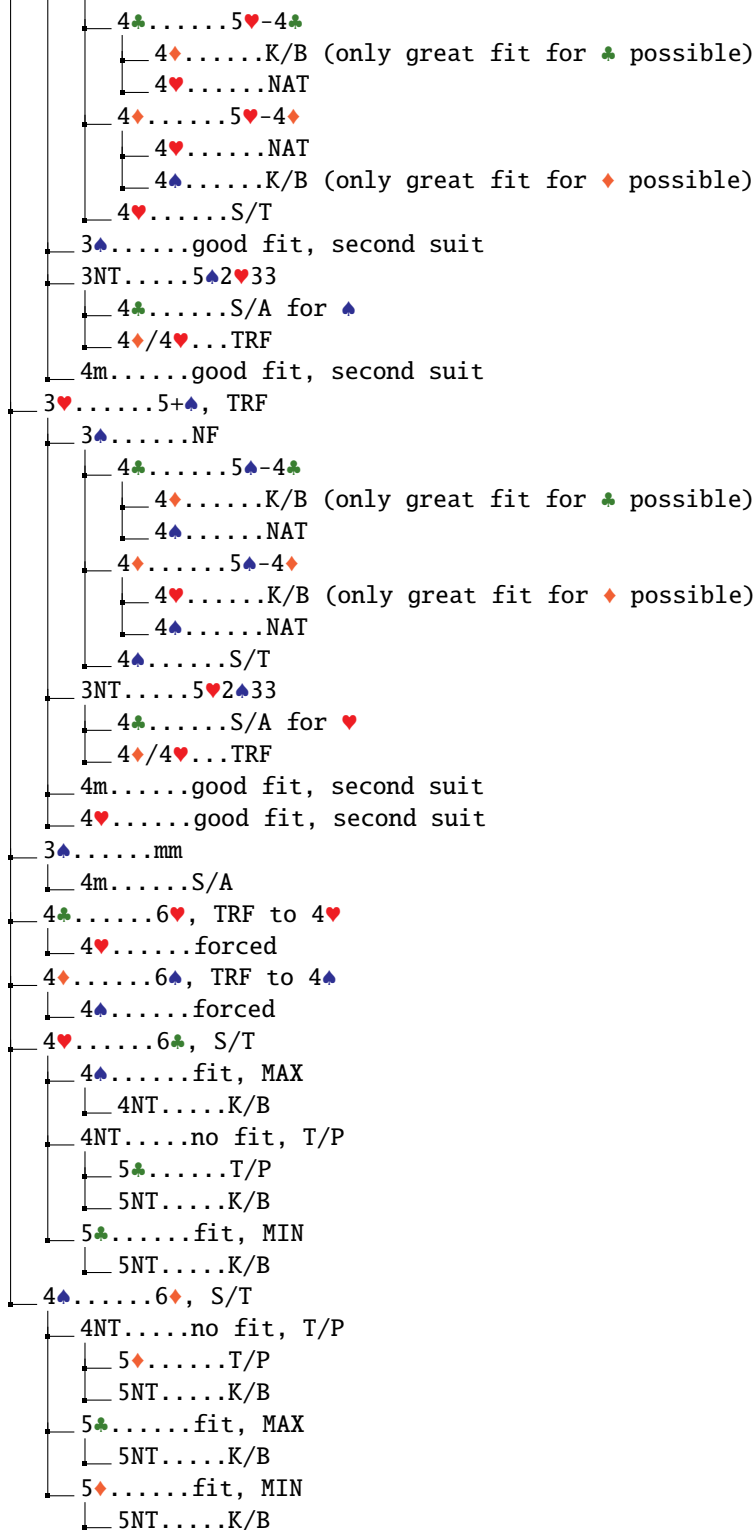 4♣......5♥-4♣
4♦......K/B (only great fit for ♣ possible)
4♥......NAT
4♦......5♥-4♦
4♥......NAT
4♠......K/B (only great fit for ♦ possible)
4♥......S/T
3♠......good fit, second suit
3NT.....5♠2♥33
4♣......S/A for ♠
4♦/4♥...TRF
4m......good fit, second suit
3♥......5+♠, TRF
3♠......NF
4♣......5♠-4♣
4♦......K/B (only great fit for ♣ possible)
4♠......NAT
4♦......5♠-4♦
4♥......K/B (only great fit for ♦ possible)
4♠......NAT
4♠......S/T
3NT.....5♥2♠33
4♣......S/A for ♥
4♦/4♥...TRF
4m......good fit, second suit
4♥......good fit, second suit
3♠......mm
4m......S/A
4♣......6♥, TRF to 4♥
4♥......forced
4♦......6♠, TRF to 4♠
4♠......forced
4♥......6♣, S/T
4♠......fit, MAX
4NT.....K/B
4NT.....no fit, T/P
5♣......T/P
5NT.....K/B
5♣......fit, MIN
5NT.....K/B
4♠......6♦, S/T
4NT.....no fit, T/P
5♦......T/P
5NT.....K/B
5♣......fit, MAX
5NT.....K/B
5♦......fit, MIN
5NT.....K/B